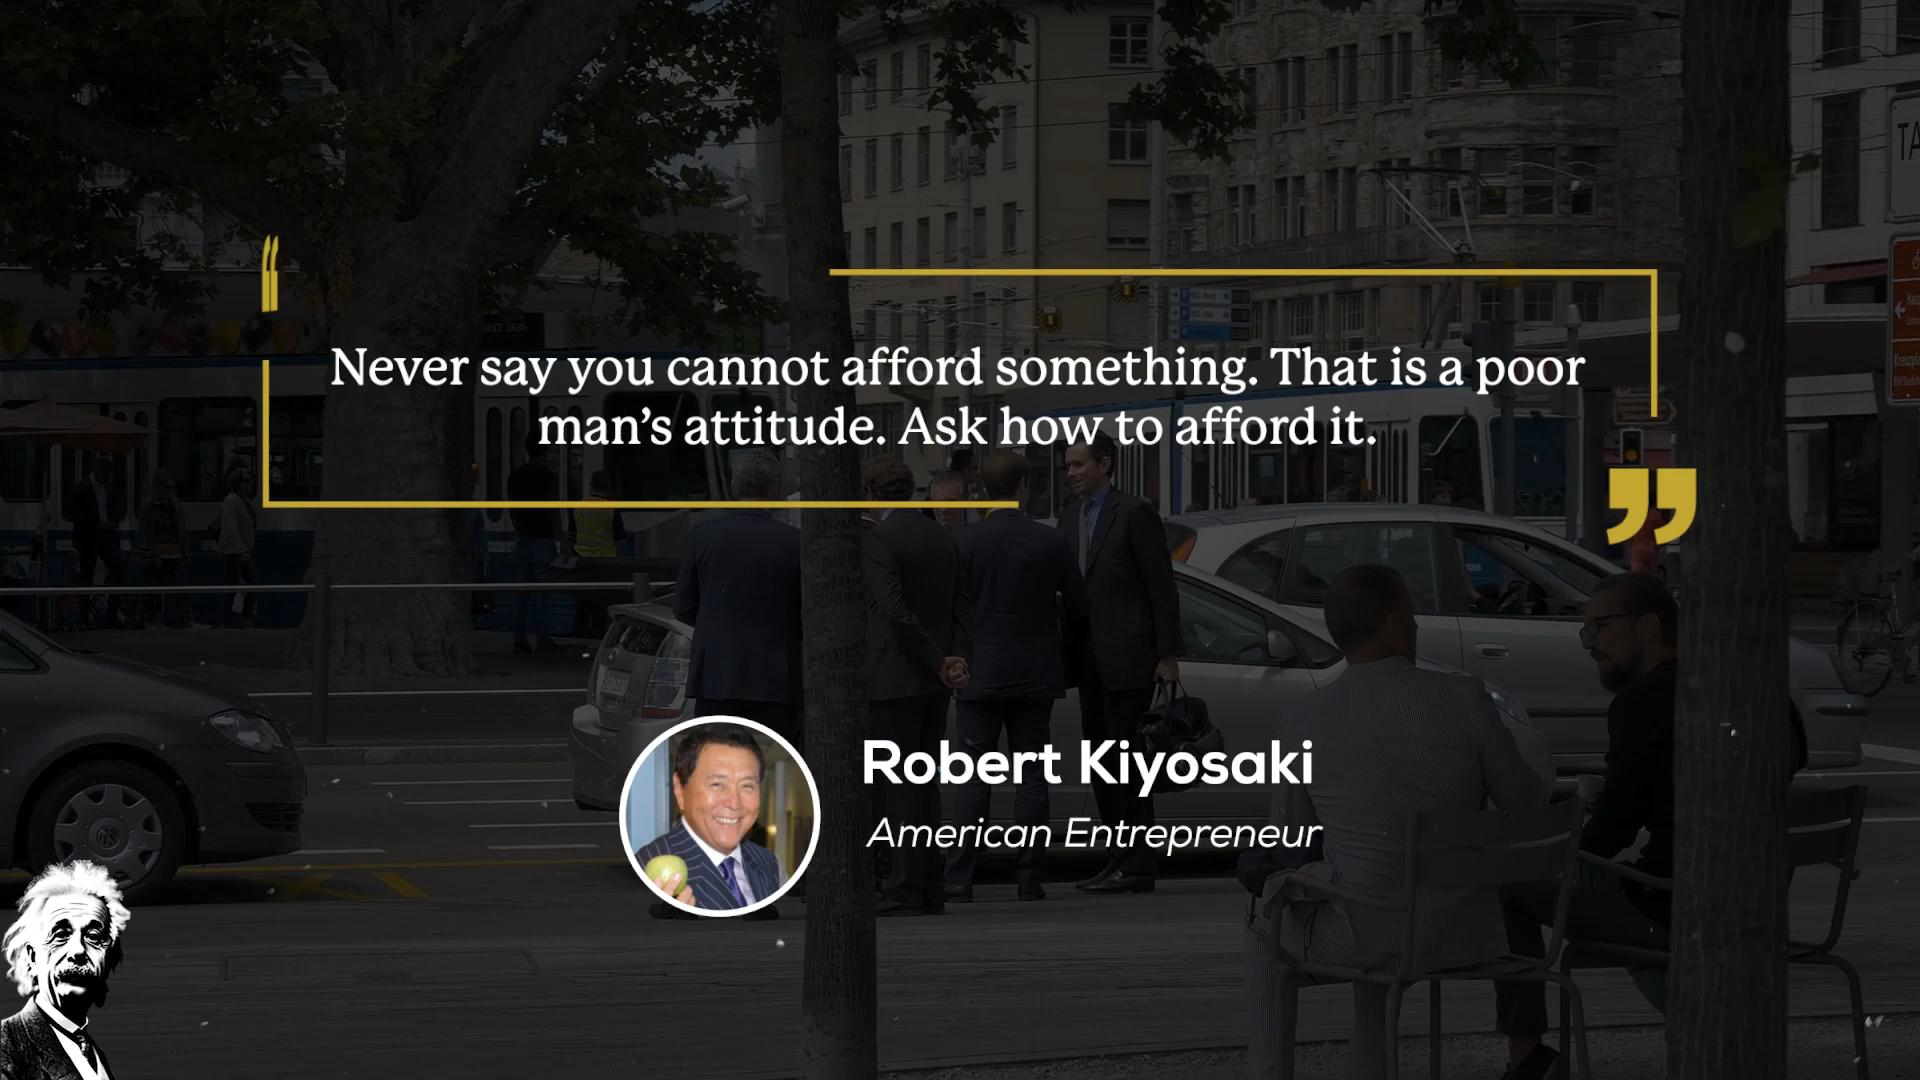 Never say you cannot afford something. That is a poor
man’s attitude. Ask how to afford it.
Robert Kiyosaki
American Entrepreneur
TA